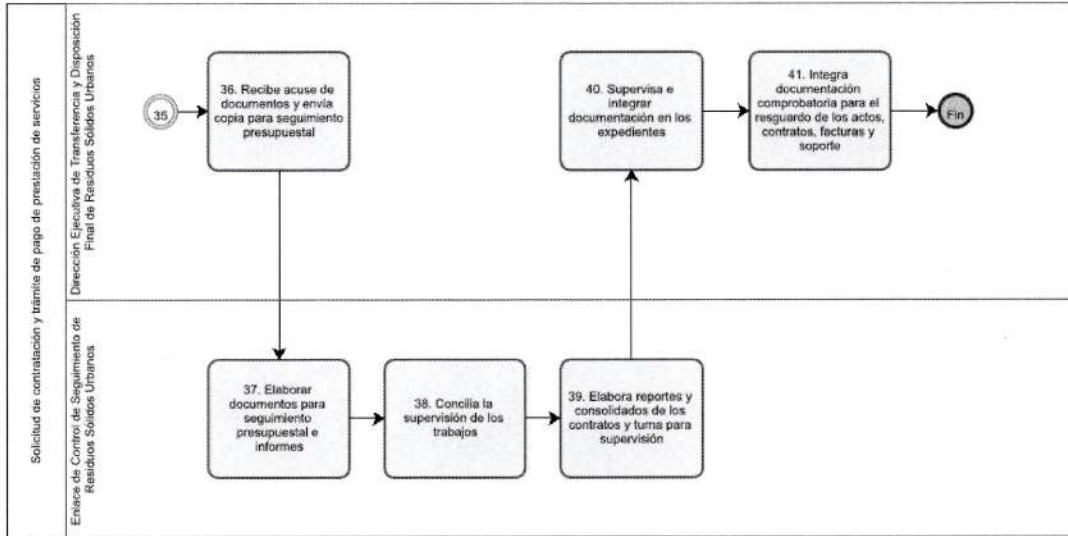 Solicitud de contratación y trámite de pago de prestación de servicios
Dirección Ejecutiva de Transferencia y Disposición
Final de Residuos Sólidos Urbanos
35
36. Recibe acuse de
documentos y envía
copia para seguimiento
presupuestal
40. Supervisa e
integrar
documentación en los
expedientes
41. Integra
documentación
comprobatoria para el
resguardo de los actos,
contratos, facturas y
soporte
Fin
Enlace de Control de Seguimiento de
Residuos Sólidos Urbanos
37. Elaborar
documentos para
seguimiento
presupuestal e
informes
38. Concilia la
supervisión de los
trabajos
39. Elabora reportes y
consolidados de los
contratos y turna para
supervisión